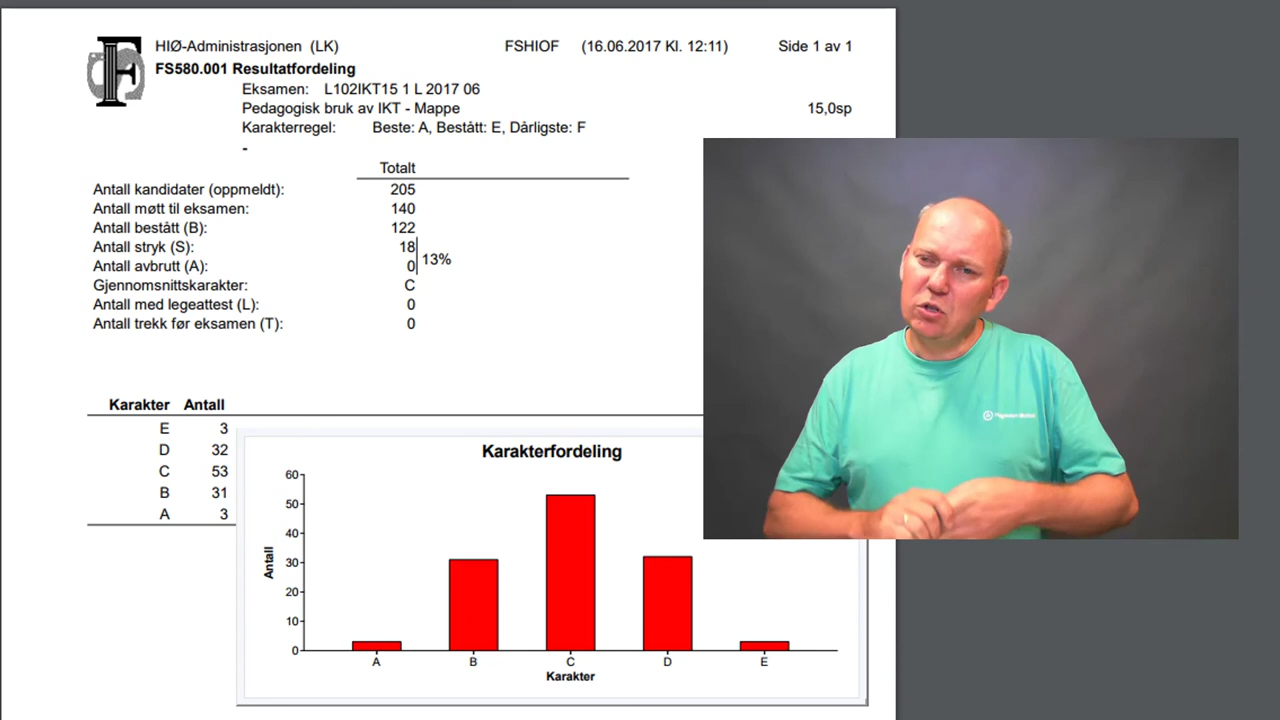 HIØ-Administrasjonen (LK) FSHIOF (16.06.2017 Kl. 12:11) Side 1 av 1
FS580.001 Resultatfordeling
Eksamen: L102IKT15 1 L 2017 06
Pedagogisk bruk av IKT - Mappe 15,0sp
Karakterregel: Beste: A, Bestått: E, Dårligste: F
-
Totalt
Antall kandidater (oppmeldt): 205
Antall møtt til eksamen: 140
Antall bestått (B): 122
Antall stryk (S): 18
13%
Antall avbrutt (A): 0
Gjennomsnittskarakter: C
Antall med legeattest (L): 0
Antall trekk før eksamen (T): 0
Karakter Antall
E 3
D 32
C 53
B 31
A 3
Karakterfordeling
60
50
40
30
20
10
0
Antall
A B C D E
Karakter